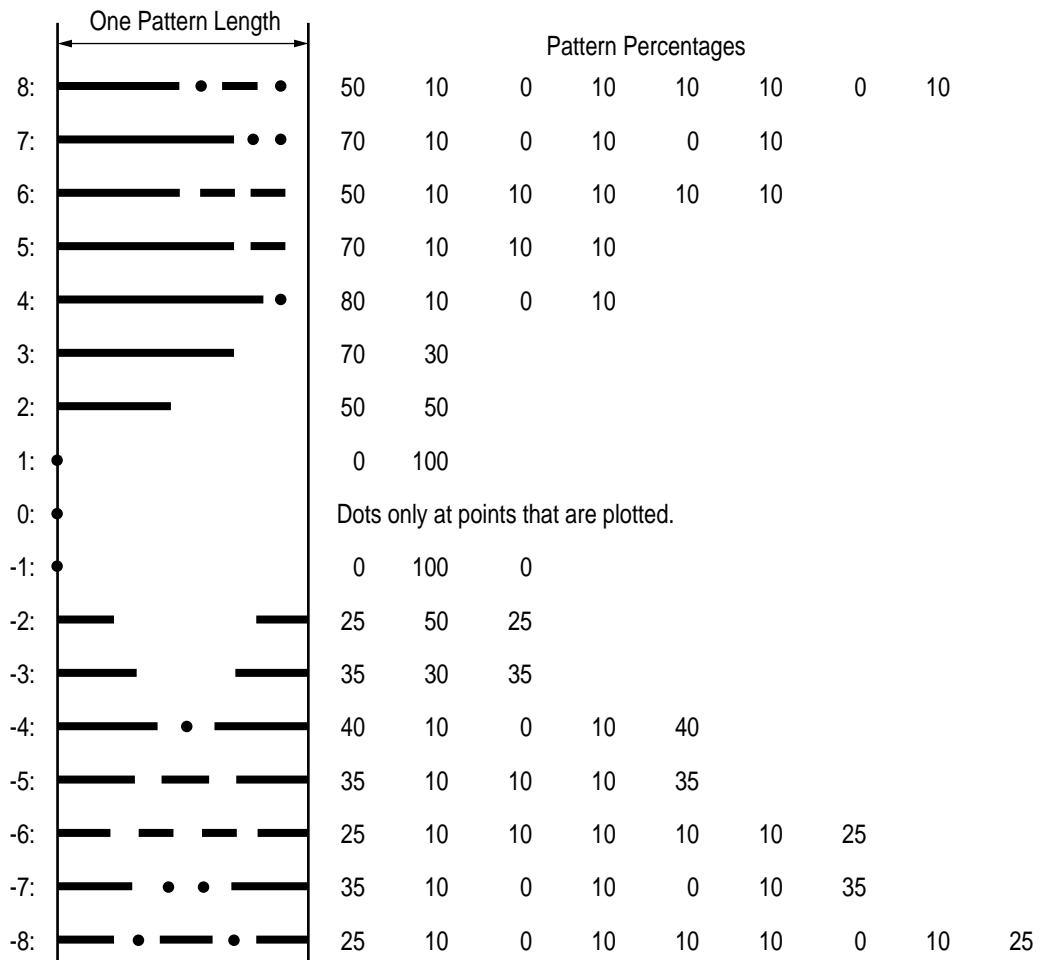 One Pattern Length
Pattern Percentages
8: 50 10 0 10 10 10 0 10
7: 70 10 0 10 0 10
6: 50 10 10 10 10 10
5: 70 10 10 10
4: 80 10 0 10
3: 70 30
2: 50 50
1: 0 100
0: Dots only at points that are plotted.
-1: 0 100 0
-2: 25 50 25
-3: 35 30 35
-4: 40 10 0 10 40
-5: 35 10 10 10 35
-6: 25 10 10 10 10 10 25
-7: 35 10 0 10 0 10 35
-8: 25 10 0 10 10 10 0 10 25